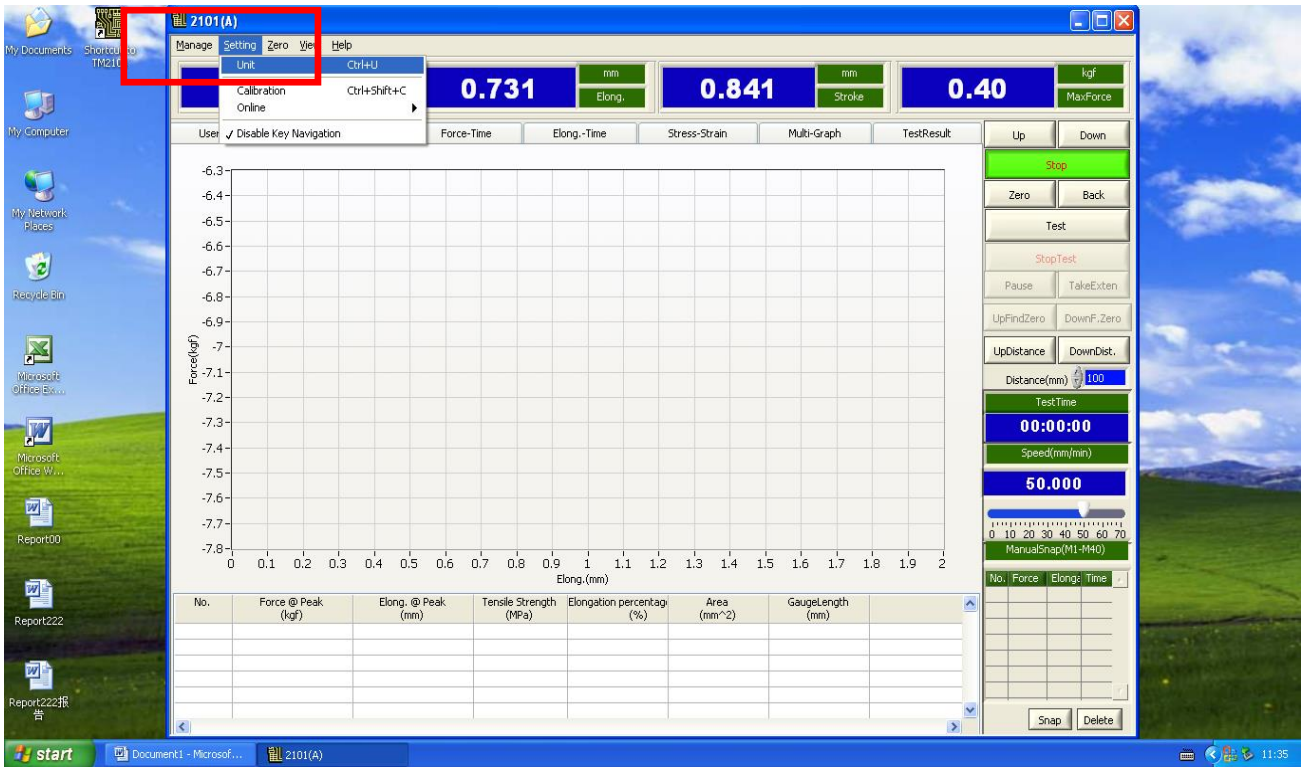 My Documents
Shortcut to
2101(A)
Manage Setting Zero View Help
Unit Ctrl+U
Calibration Ctrl+Shift+C
Online
Disable Key Navigation
0.731 mm Elong.
0.841 mm Stroke
0.40 kgf MaxForce
My Computer
My Network
Places
Recycle Bin
Microsoft
Office Ex...
Microsoft
Office W...
Report00
Report222
Report222报
告
User Force-Time Elong.-Time Stress-Strain Multi-Graph TestResult
-6.3
-6.4
-6.5
-6.6
-6.7
-6.8
-6.9
-7
-7.1
-7.2
-7.3
-7.4
-7.5
-7.6
-7.7
-7.8
Force(kgf)
0 0.1 0.2 0.3 0.4 0.5 0.6 0.7 0.8 0.9 1 1.1 1.2 1.3 1.4 1.5 1.6 1.7 1.8 1.9 2
Elong.(mm)
No. Force @ Peak Elong. @ Peak Tensile Strength Elongation percentag Area GaugeLength
(kgf) (mm) (MPa) (%) (mm^2) (mm)
Up Down
Stop
Zero Back
Test
StopTest
Pause TakeExten
UpFindZero DownF.Zero
UpDistance DownDist.
Distance(mm) 100
TestTime
00:00:00
Speed(mm/min)
50.000
0 10 20 30 40 50 60 70
ManualSnap(M1-M40)
No. Force Elonga Time
Snap Delete
start Document1 - Microsof... 2101(A) 11:35